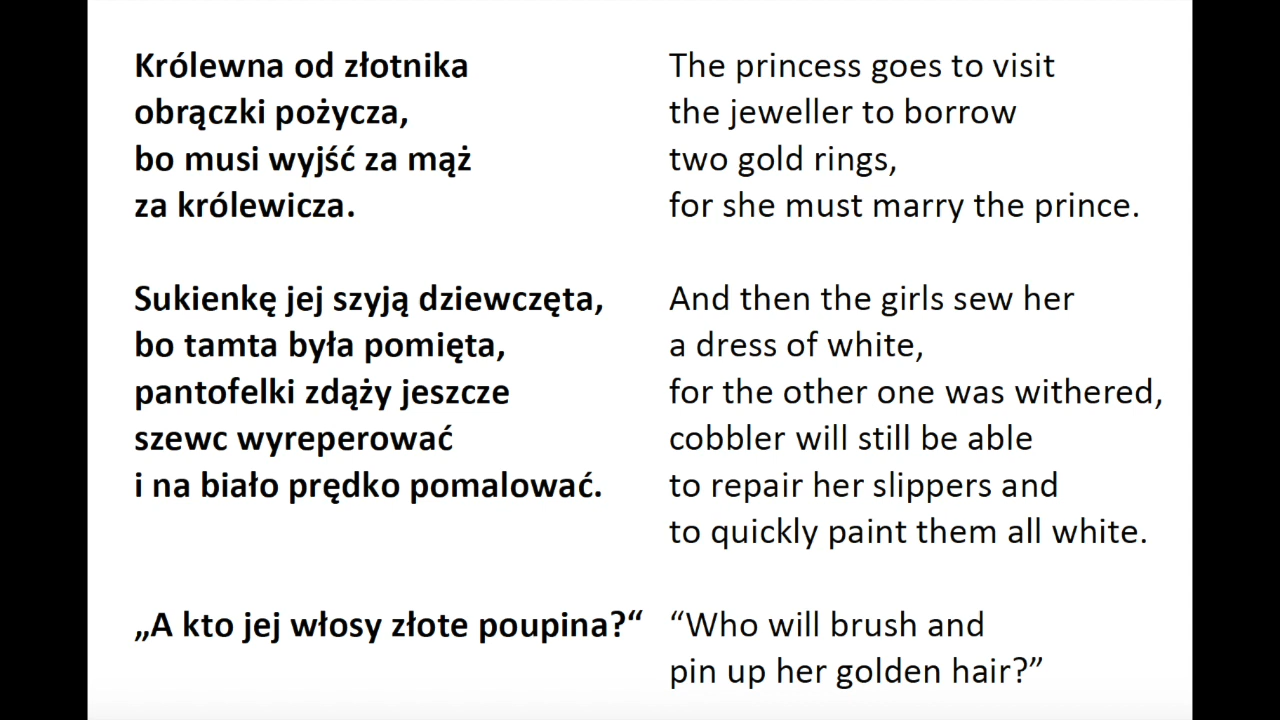 Królewna od złotnika
obrączki pożycza,
bo musi wyjść za mąż
za królewicza.
Sukienkę jej szyją dziewczęta,
bo tamta była pomięta,
pantofelki zdąży jeszcze
szewc wyreperować
i na biało prędko pomalować.
„A kto jej włosy złote poupina?“
The princess goes to visit
the jeweller to borrow
two gold rings,
for she must marry the prince.
And then the girls sew her
a dress of white,
for the other one was withered,
cobbler will still be able
to repair her slippers and
to quickly paint them all white.
“Who will brush and
pin up her golden hair?”